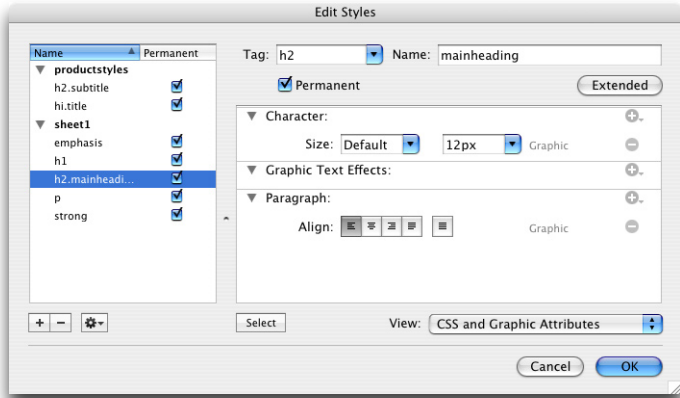 Edit Styles
Name Permanent
productstyles
h2.subtitle
hi.title
sheet1
emphasis
h1
h2.mainheadi...
p
strong
Tag: h2 Name: mainheading
Permanent
Extended
Character:
Size: Default 12px Graphic
Graphic Text Effects:
Paragraph:
Align: Graphic
Select
View: CSS and Graphic Attributes
Cancel OK